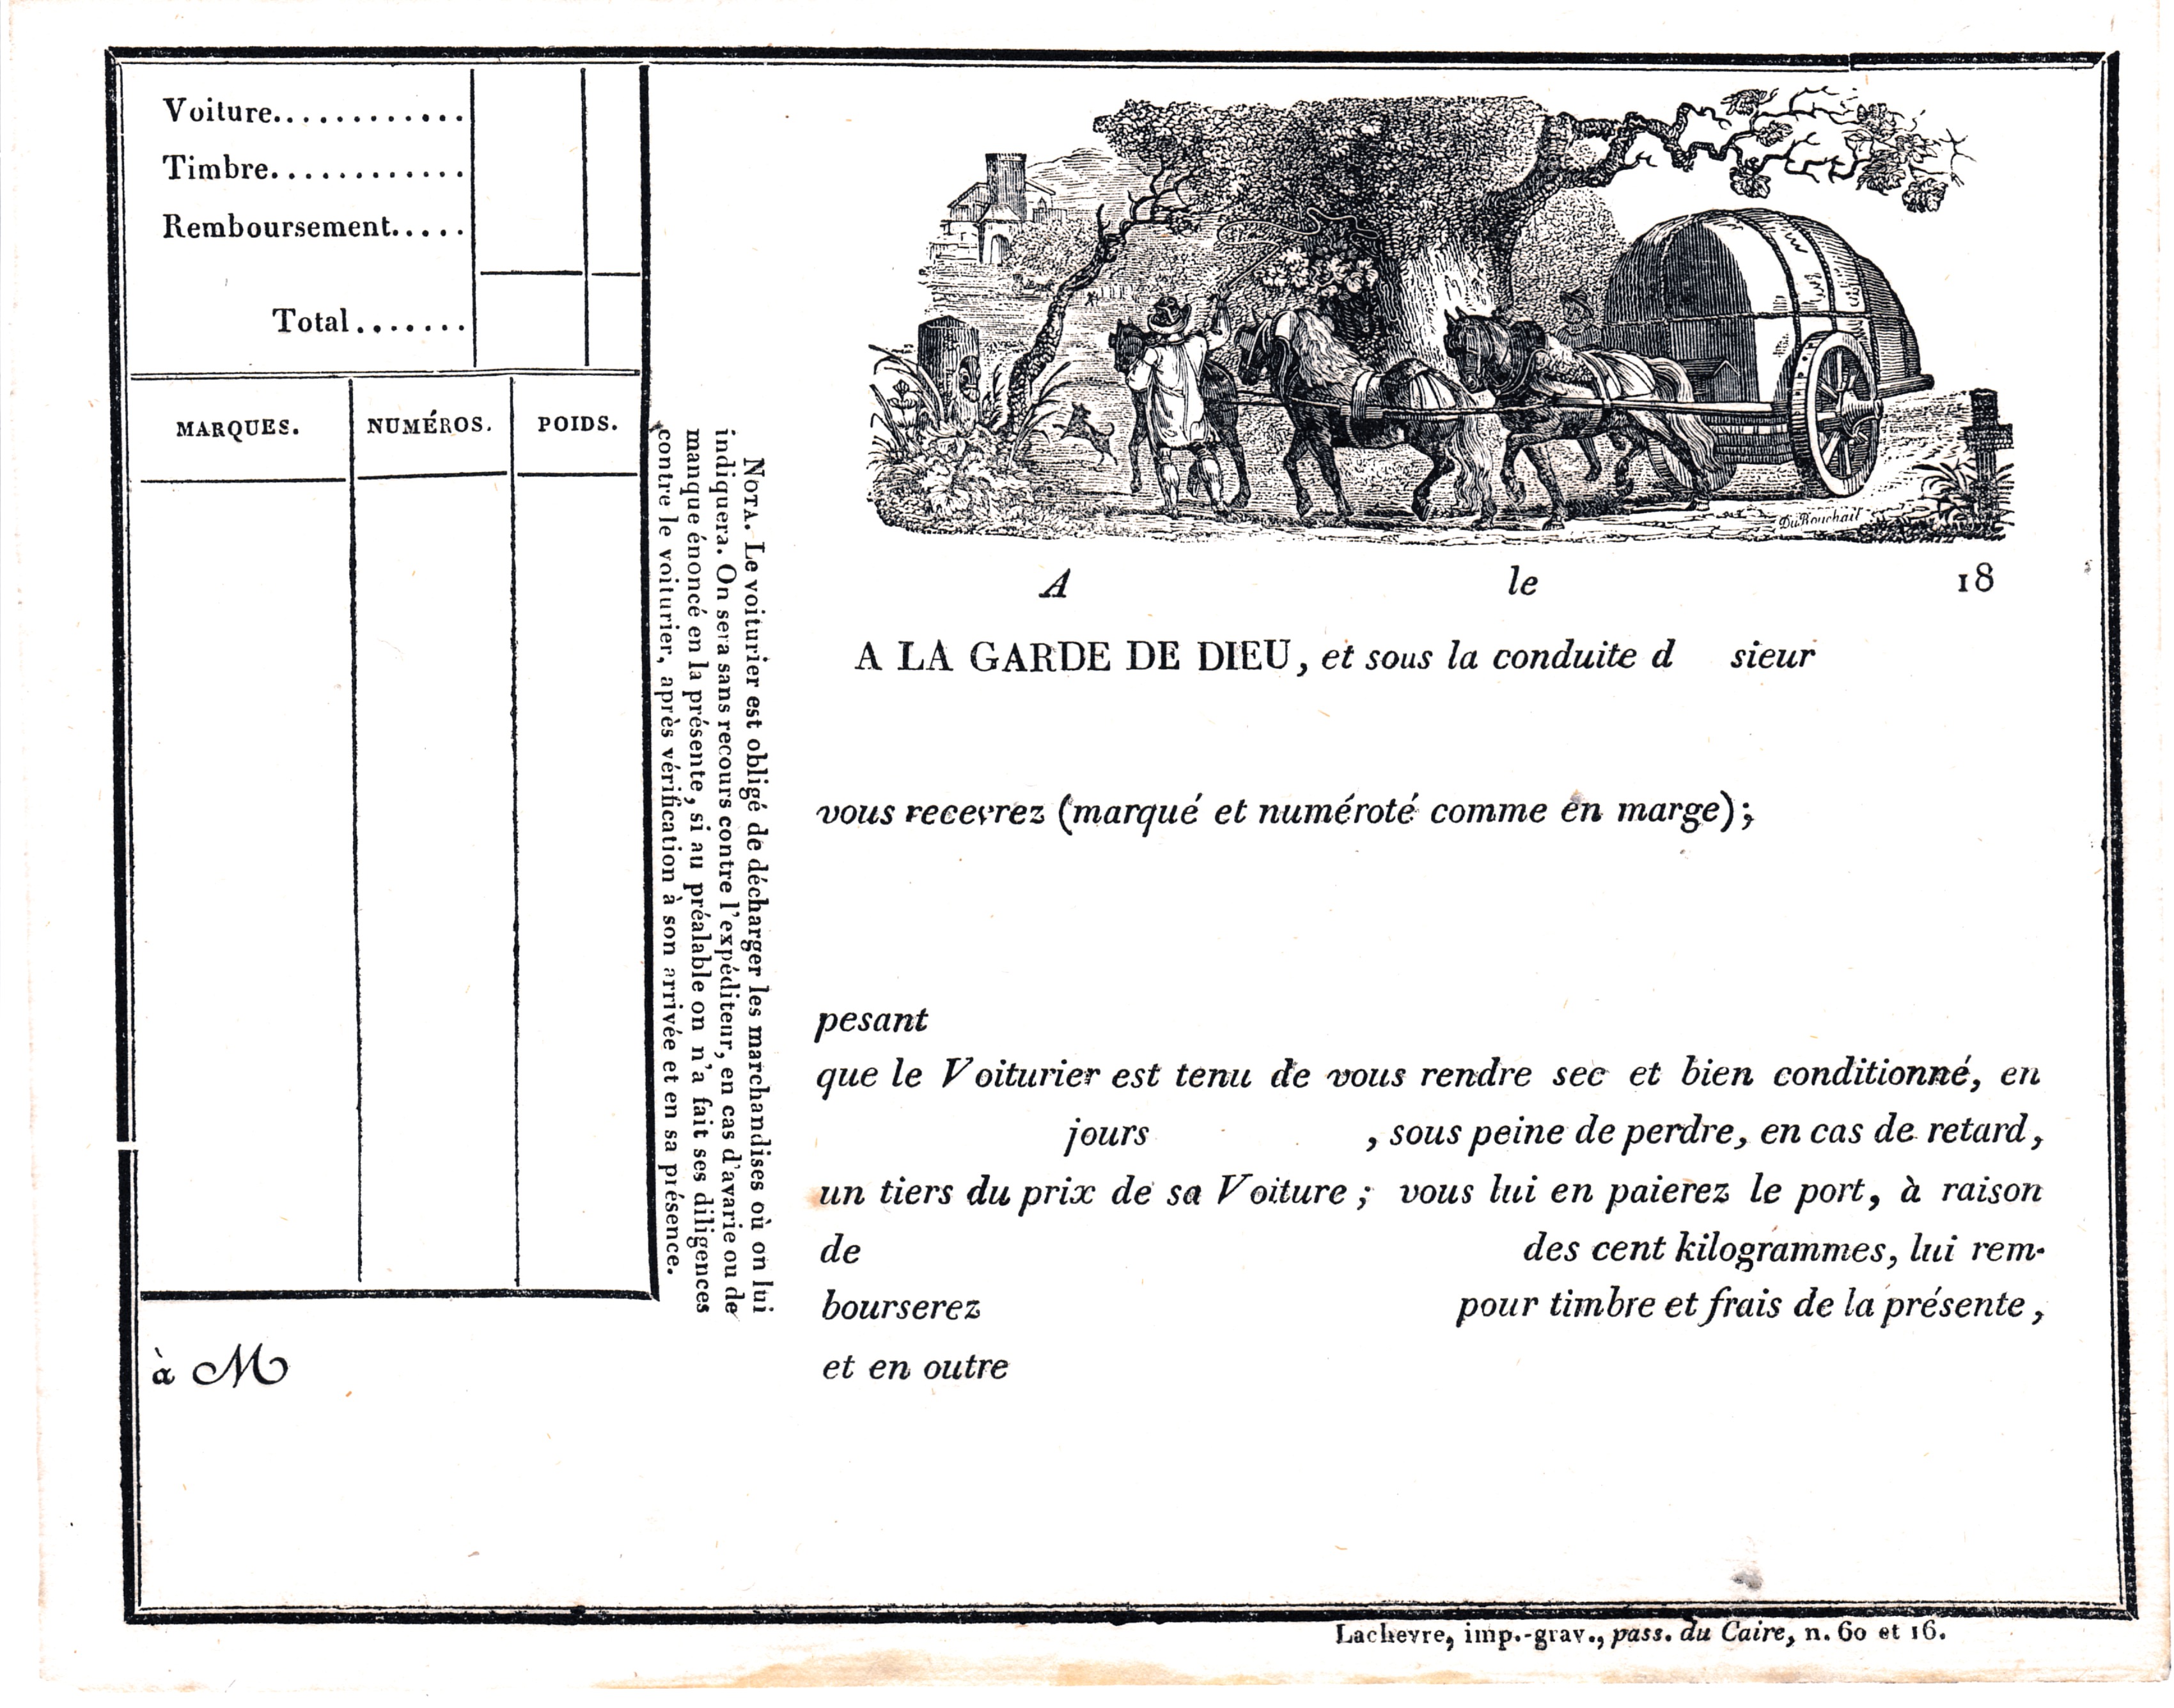 Voiture............
Timbre............
Remboursement.....
Total.......
MARQUES.
NUMÉROS.
POIDS.
NOTA. Le voiturier est obligé de décharger les marchandises où on lui
indiquera. On sera sans recours contre l'expéditeur, en cas d'avarie ou de
manque énoncé en la présente, si au préalable on n'a fait ses diligences
contre le voiturier, après vérification à son arrivée et en sa présence.
à M
A le 18
A LA GARDE DE DIEU, et sous la conduite d sieur
vous recevrez (marqué et numéroté comme en marge);
pesant
que le Voiturier est tenu de vous rendre sec et bien conditionné, en
jours , sous peine de perdre, en cas de retard,
un tiers du prix de sa Voiture; vous lui en paierez le port, à raison
de des cent kilogrammes, lui rem-
bourserez pour timbre et frais de la présente,
et en outre
Lachevre, imp.-grav., pass. du Caire, n. 60 et 16.